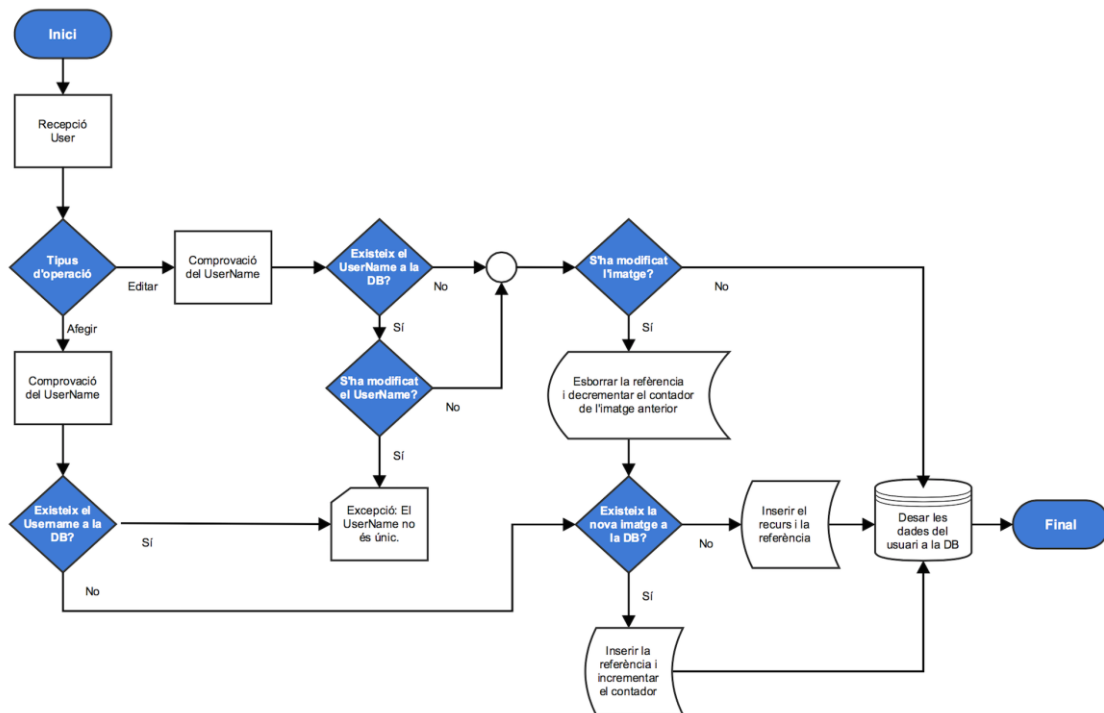 Inici
Recepció
User
Tipus
d'operació
Editar
Afegir
Comprovació
del UserName
Existeix el
UserName a la
DB?
No
Sí
S'ha modificat
el UserName?
No
Sí
S'ha modificat
l'imatge?
No
Sí
Esborrar la refèrencia
i decrementar el contador
de l'imatge anterior
Comprovació
del UserName
Existeix el
Username a la
DB?
Sí
No
Excepció: El
UserName no
és únic.
Existeix la
nova imatge a
la DB?
No
Sí
Inserir el
recurs i la
referència
Desar les
dades del
usuari a la DB
Final
Inserir la
referència i
incrementar
el contador